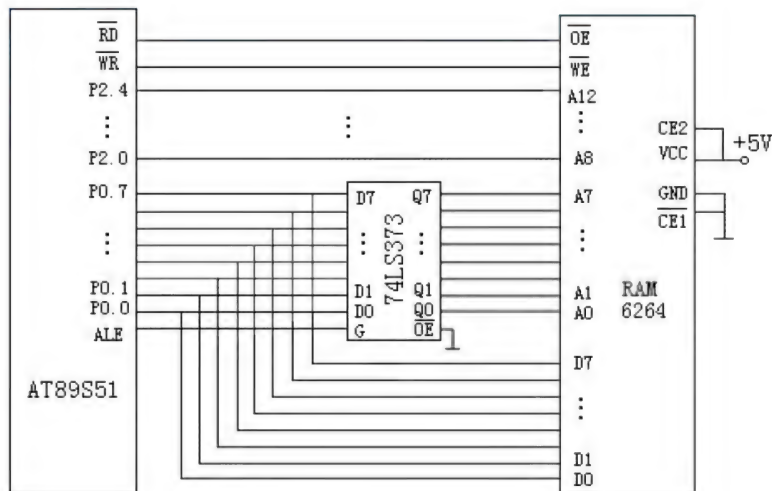 RD OE
WR WE
P2.4 A12
CE2
+5V
VCC
P2.0 A8
P0.7 D7 Q7 A7 GND
CE1
74LS373
P0.1 D1 Q1 A1 RAM
P0.0 D0 Q0 A0 6264
ALE G OE
D7
AT89S51
D1
D0